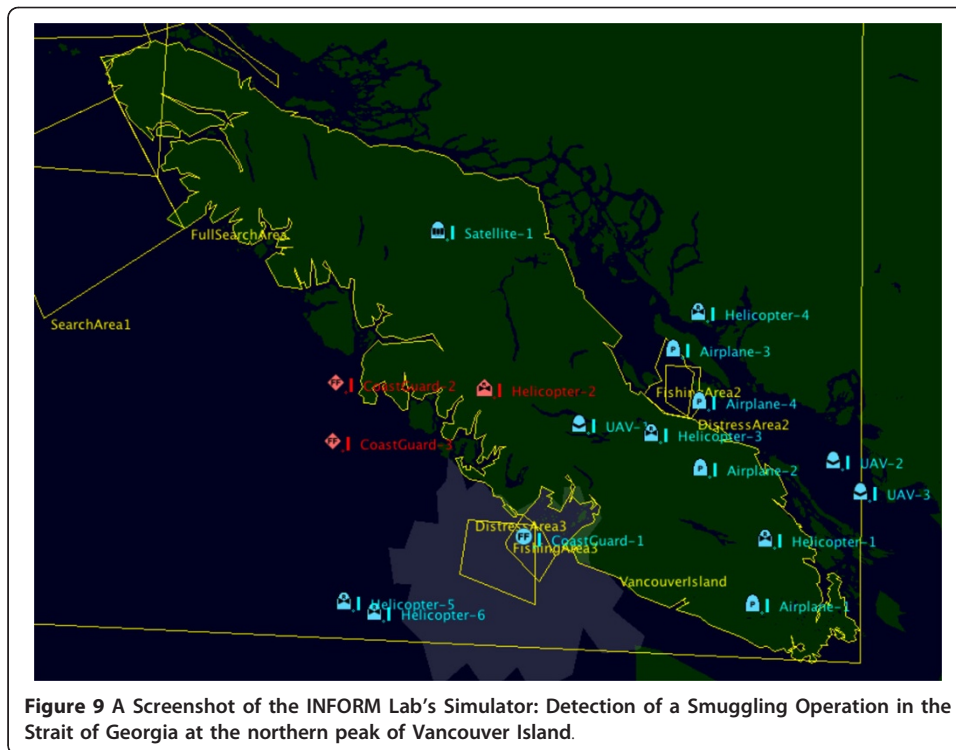 FullSearchArea
Satellite-1
SearchArea1
Helicopter-4
Airplane-3
CoastGuard-2
Helicopter-2
FishingArea2
Airplane-4
DistressArea2
UAV-1
Helicopter-3
CoastGuard-3
Airplane-2
UAV-2
UAV-3
DistressArea3
FF
CoastGuard-1
FishingArea3
Helicopter-1
VancouverIsland
Helicopter-5
Helicopter-6
Airplane-1
Figure 9 A Screenshot of the INFORM Lab's Simulator: Detection of a Smuggling Operation in the
Strait of Georgia at the northern peak of Vancouver Island.